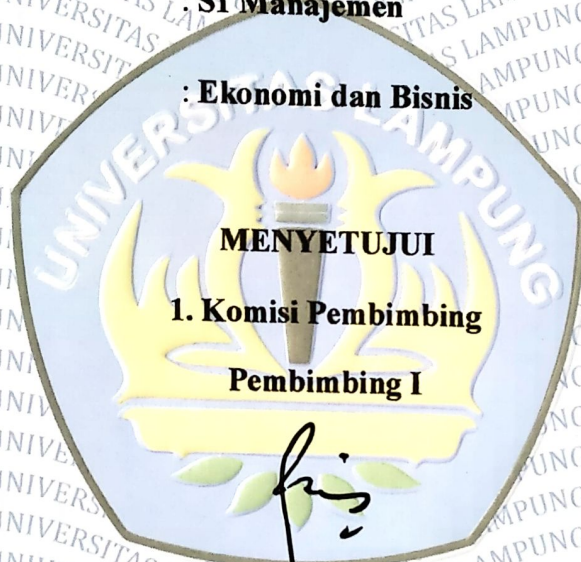 : S1 Manajemen
: Ekonomi dan Bisnis
UNIVERSITAS LAMPUNG
MENYETUJUI
1. Komisi Pembimbing
Pembimbing I